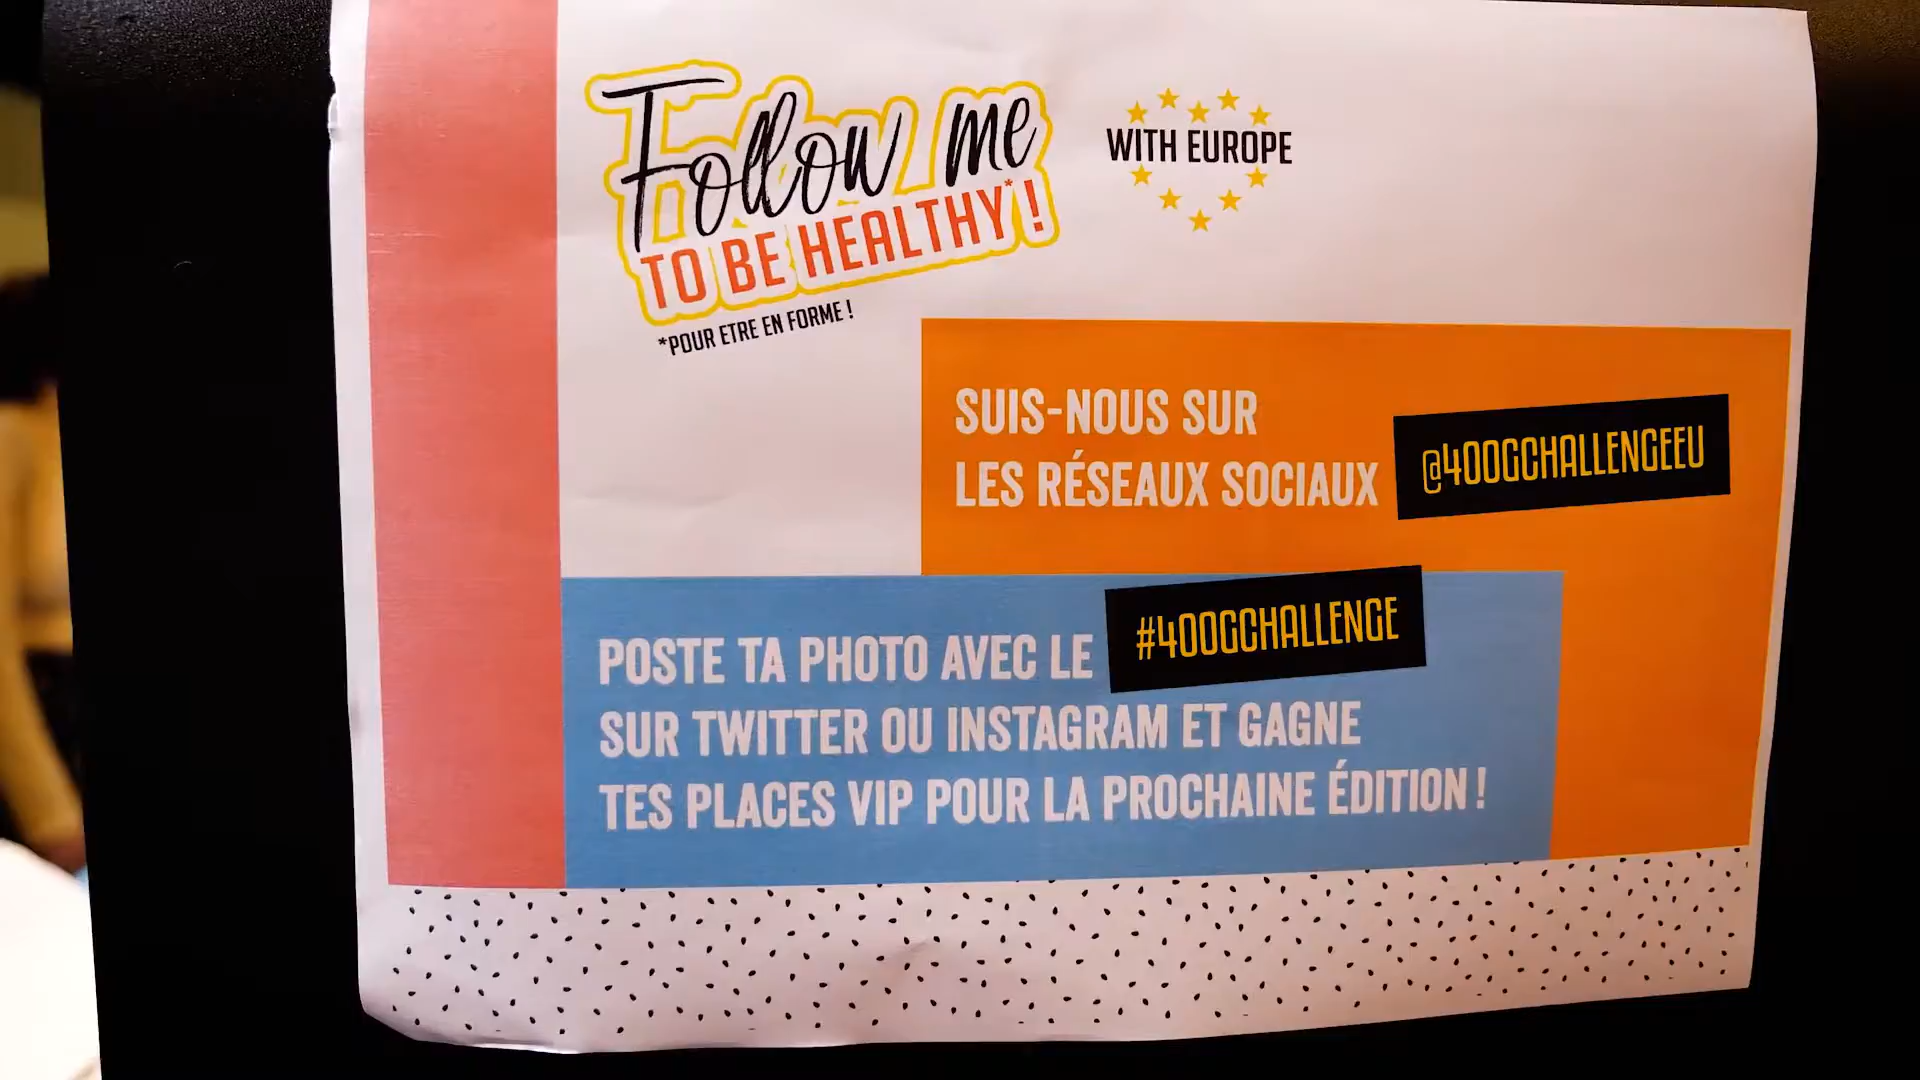 Follow me
TO BE HEALTHY* !
*POUR ETRE EN FORME !
WITH EUROPE
SUIS-NOUS SUR
LES RÉSEAUX SOCIAUX @400GCHALLENGEEU
POSTE TA PHOTO AVEC LE #400GCHALLENGE
SUR TWITTER OU INSTAGRAM ET GAGNE
TES PLACES VIP POUR LA PROCHAINE ÉDITION !